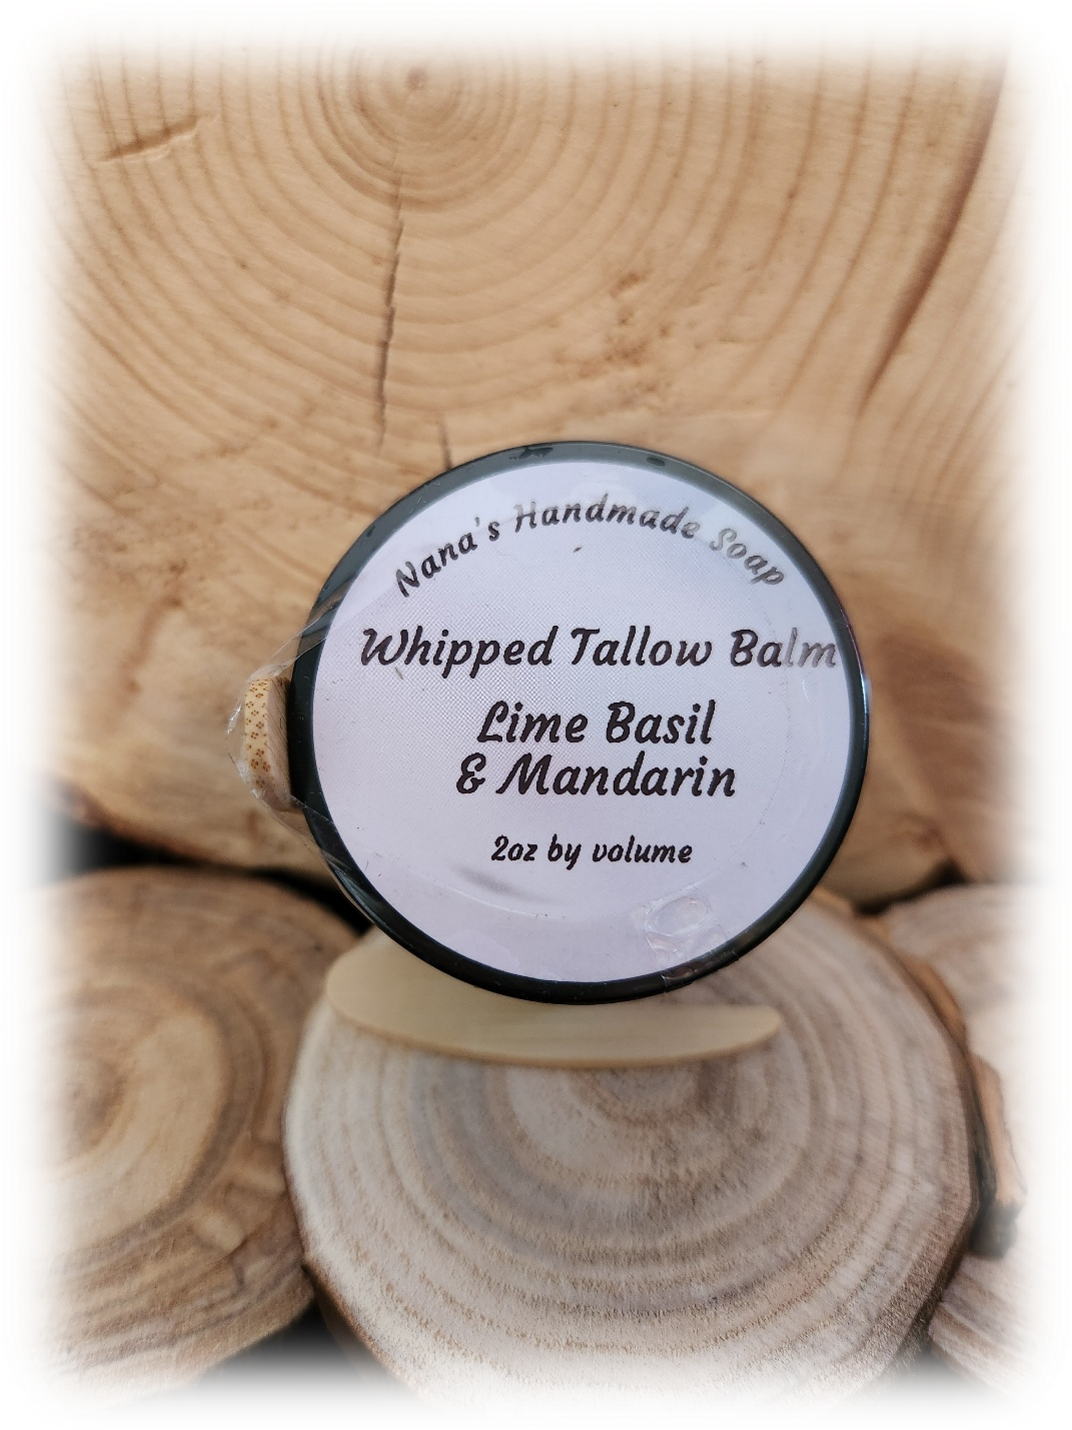 Nana's Handmade Soap
Whipped Tallow Balm
Lime Basil
& Mandarin
2oz by volume